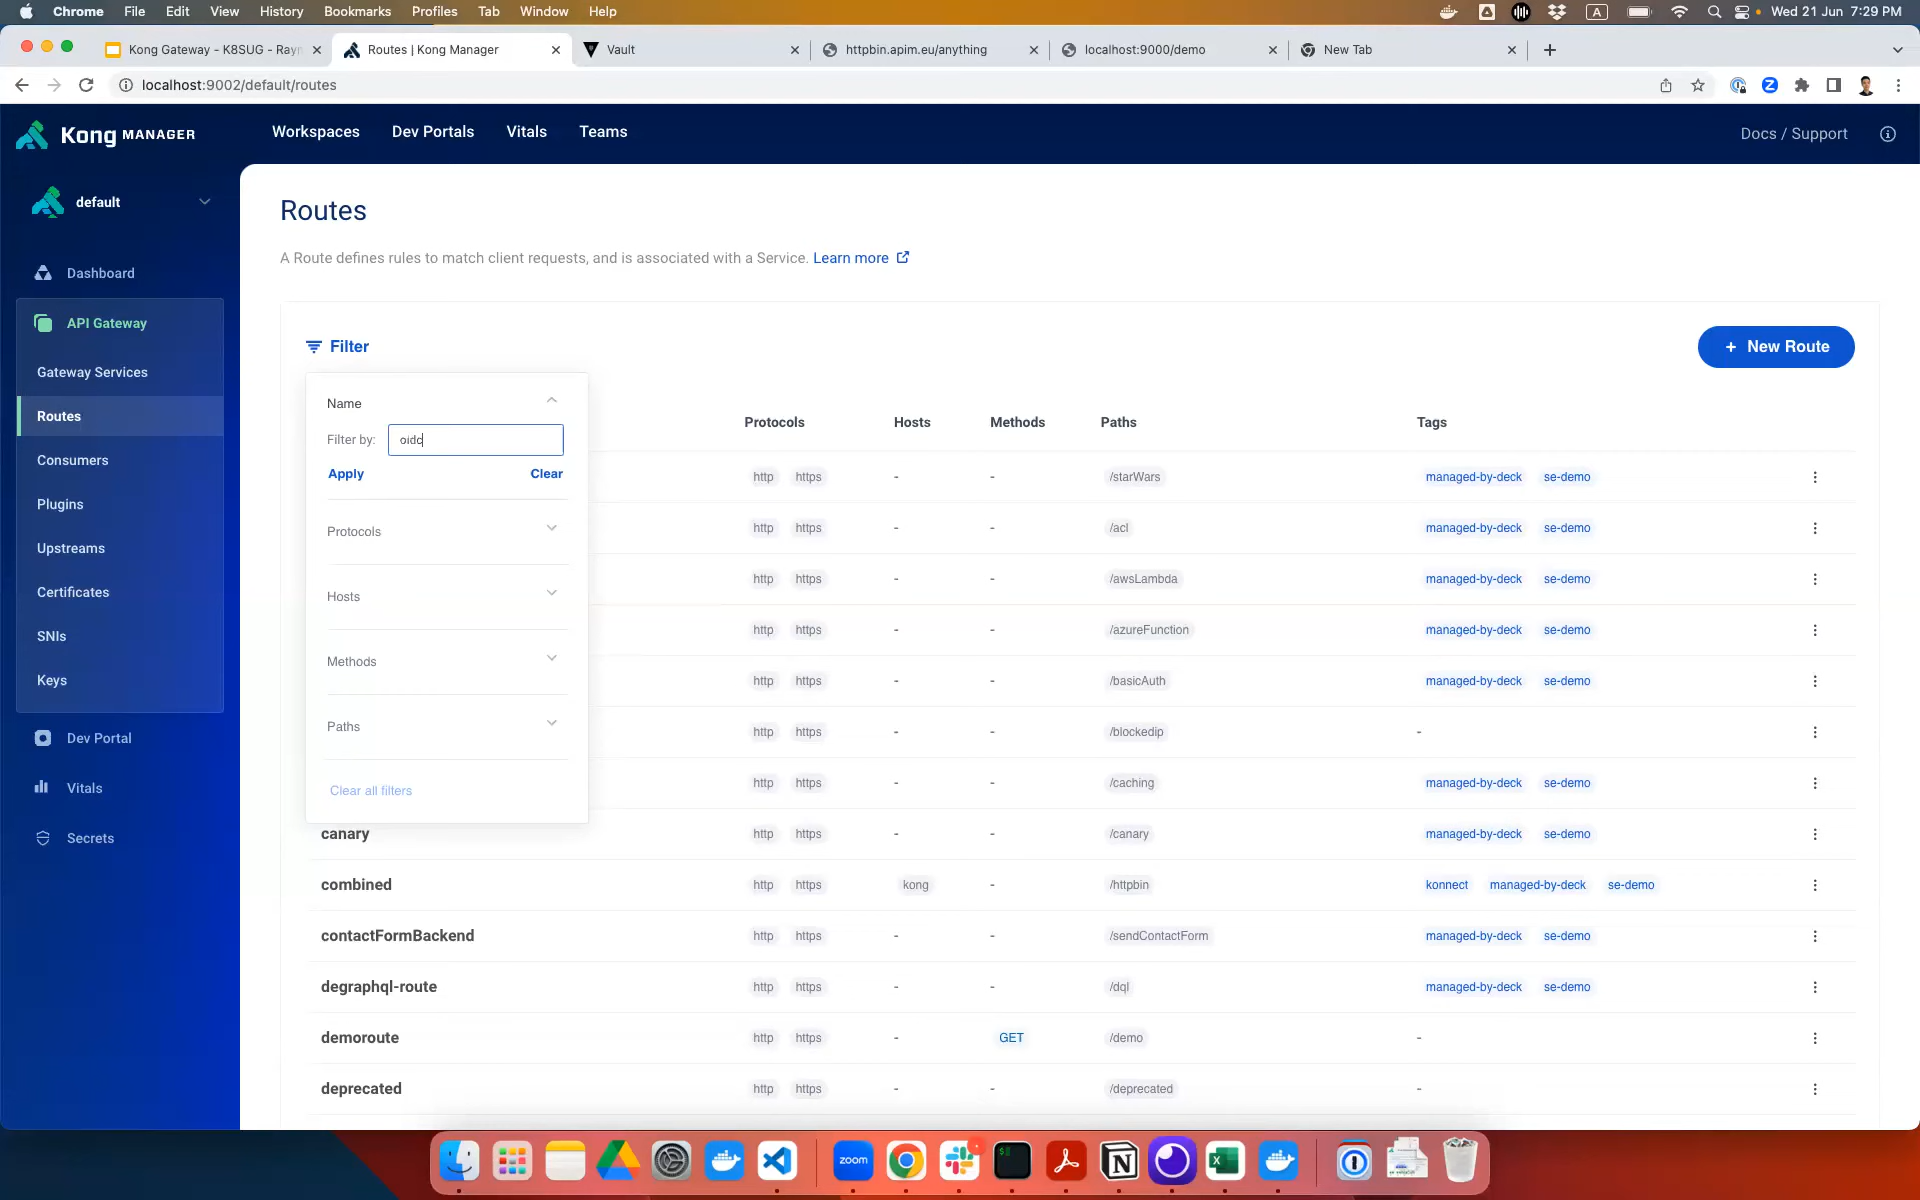 Chrome File Edit View History Bookmarks Profiles Tab Window Help
A Wed 21 Jun 7:29 PM
Kong Gateway - K8SUG - Raym
Routes | Kong Manager
Vault
httpbin.apim.eu/anything
localhost:9000/demo
New Tab
localhost:9002/default/routes
Kong MANAGER
Workspaces Dev Portals Vitals Teams
Docs / Support
default
Dashboard
API Gateway
Gateway Services
Routes
Consumers
Plugins
Upstreams
Certificates
SNIs
Keys
Dev Portal
Vitals
Secrets
Routes
A Route defines rules to match client requests, and is associated with a Service. Learn more
Filter
+ New Route
Name
Filter by: oidc
Apply Clear
Protocols
Hosts
Methods
Paths
Clear all filters
Protocols Hosts Methods Paths Tags
http https - - /starWars managed-by-deck se-demo
http https - - /acl managed-by-deck se-demo
http https - - /awsLambda managed-by-deck se-demo
http https - - /azureFunction managed-by-deck se-demo
http https - - /basicAuth managed-by-deck se-demo
http https - - /blockedip -
http https - - /caching managed-by-deck se-demo
canary http https - - /canary managed-by-deck se-demo
combined http https kong - /httpbin konnect managed-by-deck se-demo
contactFormBackend http https - - /sendContactForm managed-by-deck se-demo
degraphql-route http https - - /dql managed-by-deck se-demo
demoroute http https - GET /demo -
deprecated http https - - /deprecated -
zoom